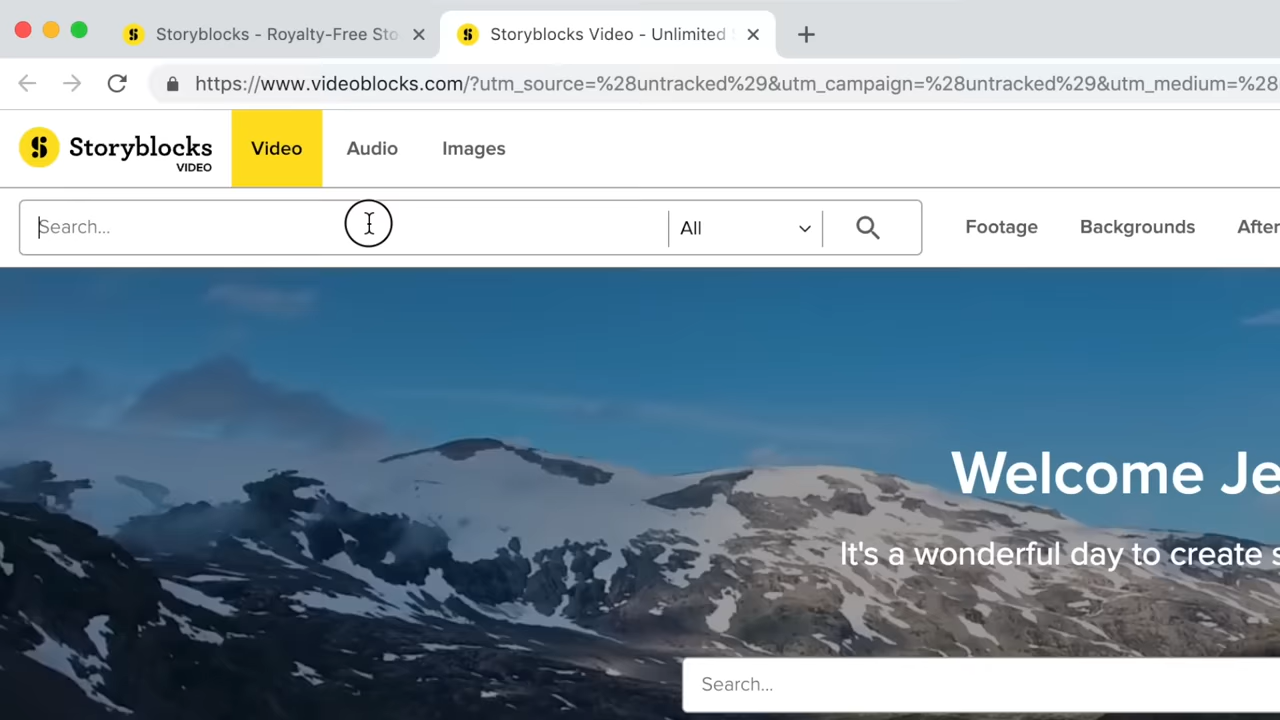 Storyblocks - Royalty-Free Sto
Storyblocks Video - Unlimited
https://www.videoblocks.com/?utm_source=%28untracked%29&utm_campaign=%28untracked%29&utm_medium=%28
Storyblocks
VIDEO
Video
Audio
Images
Search...
All
Footage
Backgrounds
After
Welcome Je
It's a wonderful day to create s
Search...